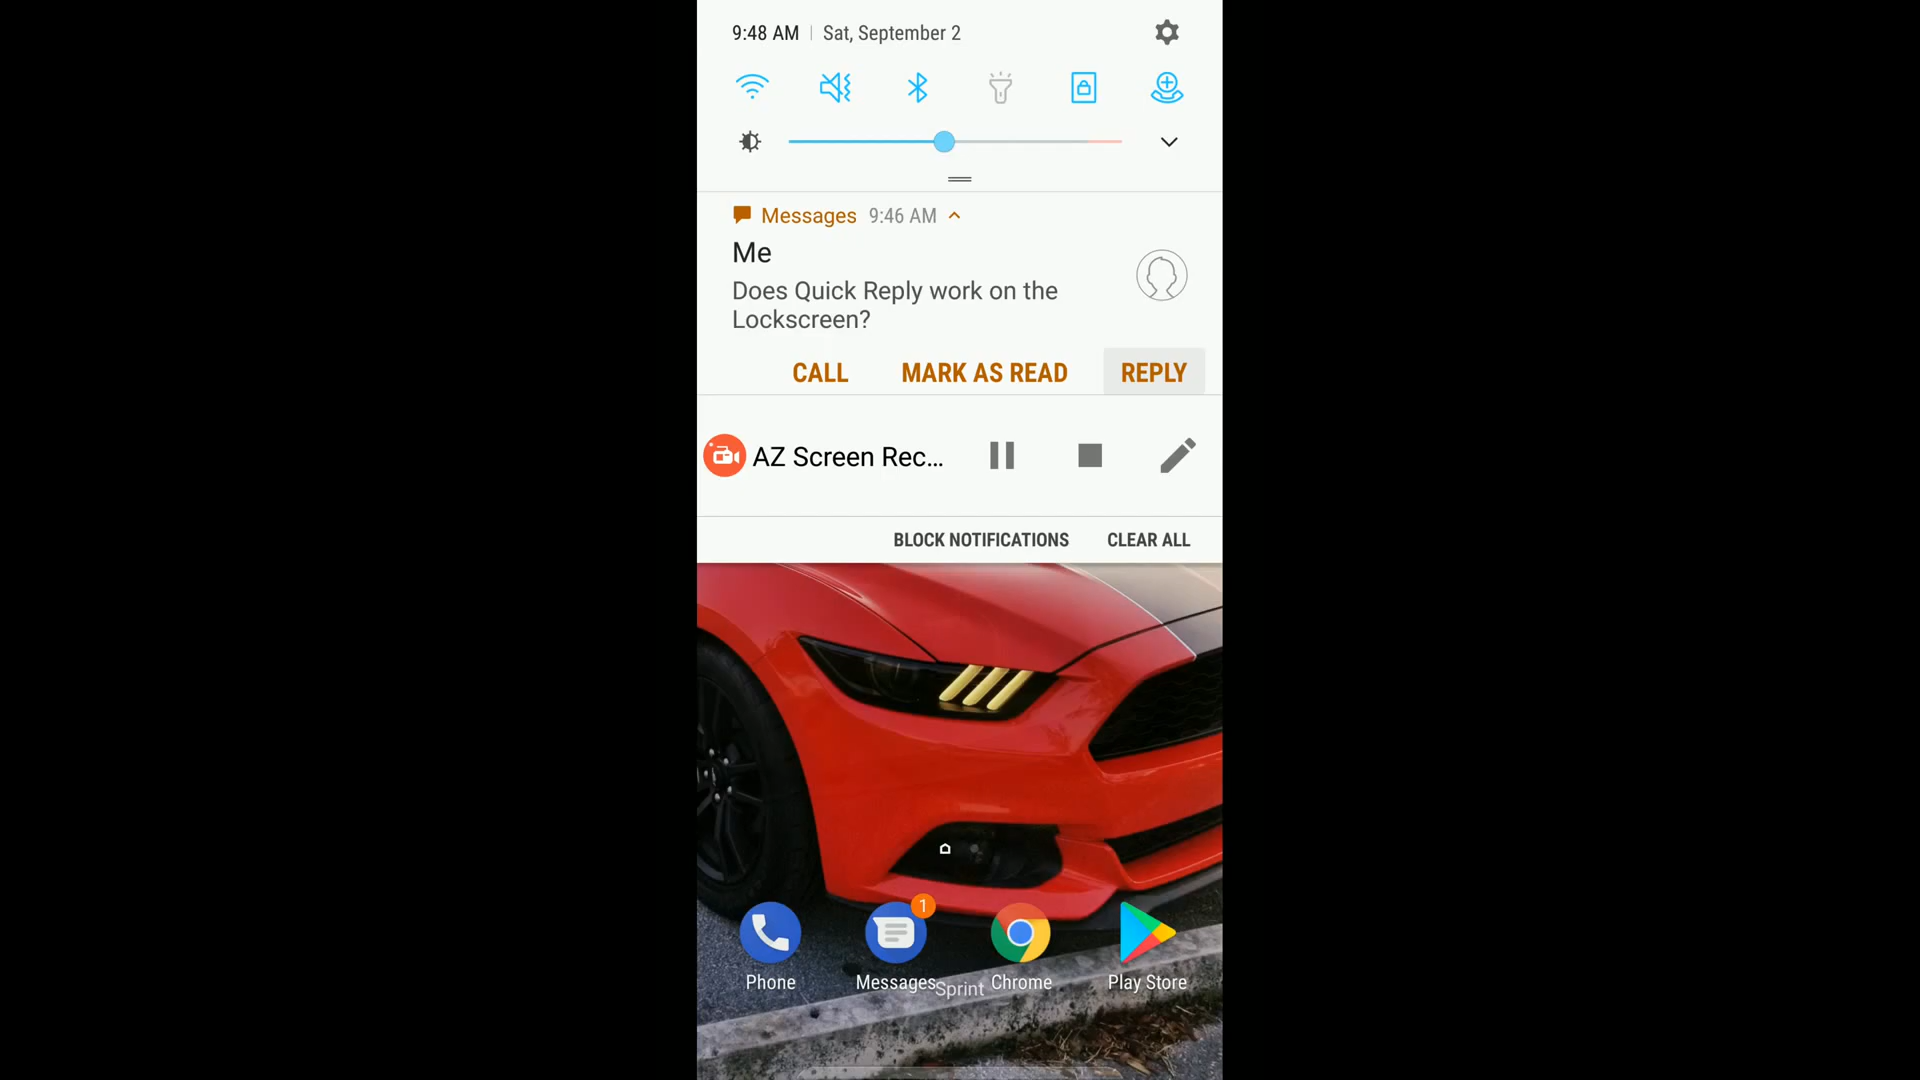 9:48 AM | Sat, September 2
Messages 9:46 AM
Me
Does Quick Reply work on the
Lockscreen?
CALL MARK AS READ REPLY
AZ Screen Rec...
BLOCK NOTIFICATIONS CLEAR ALL
1
Phone Messages Chrome Play Store
Sprint